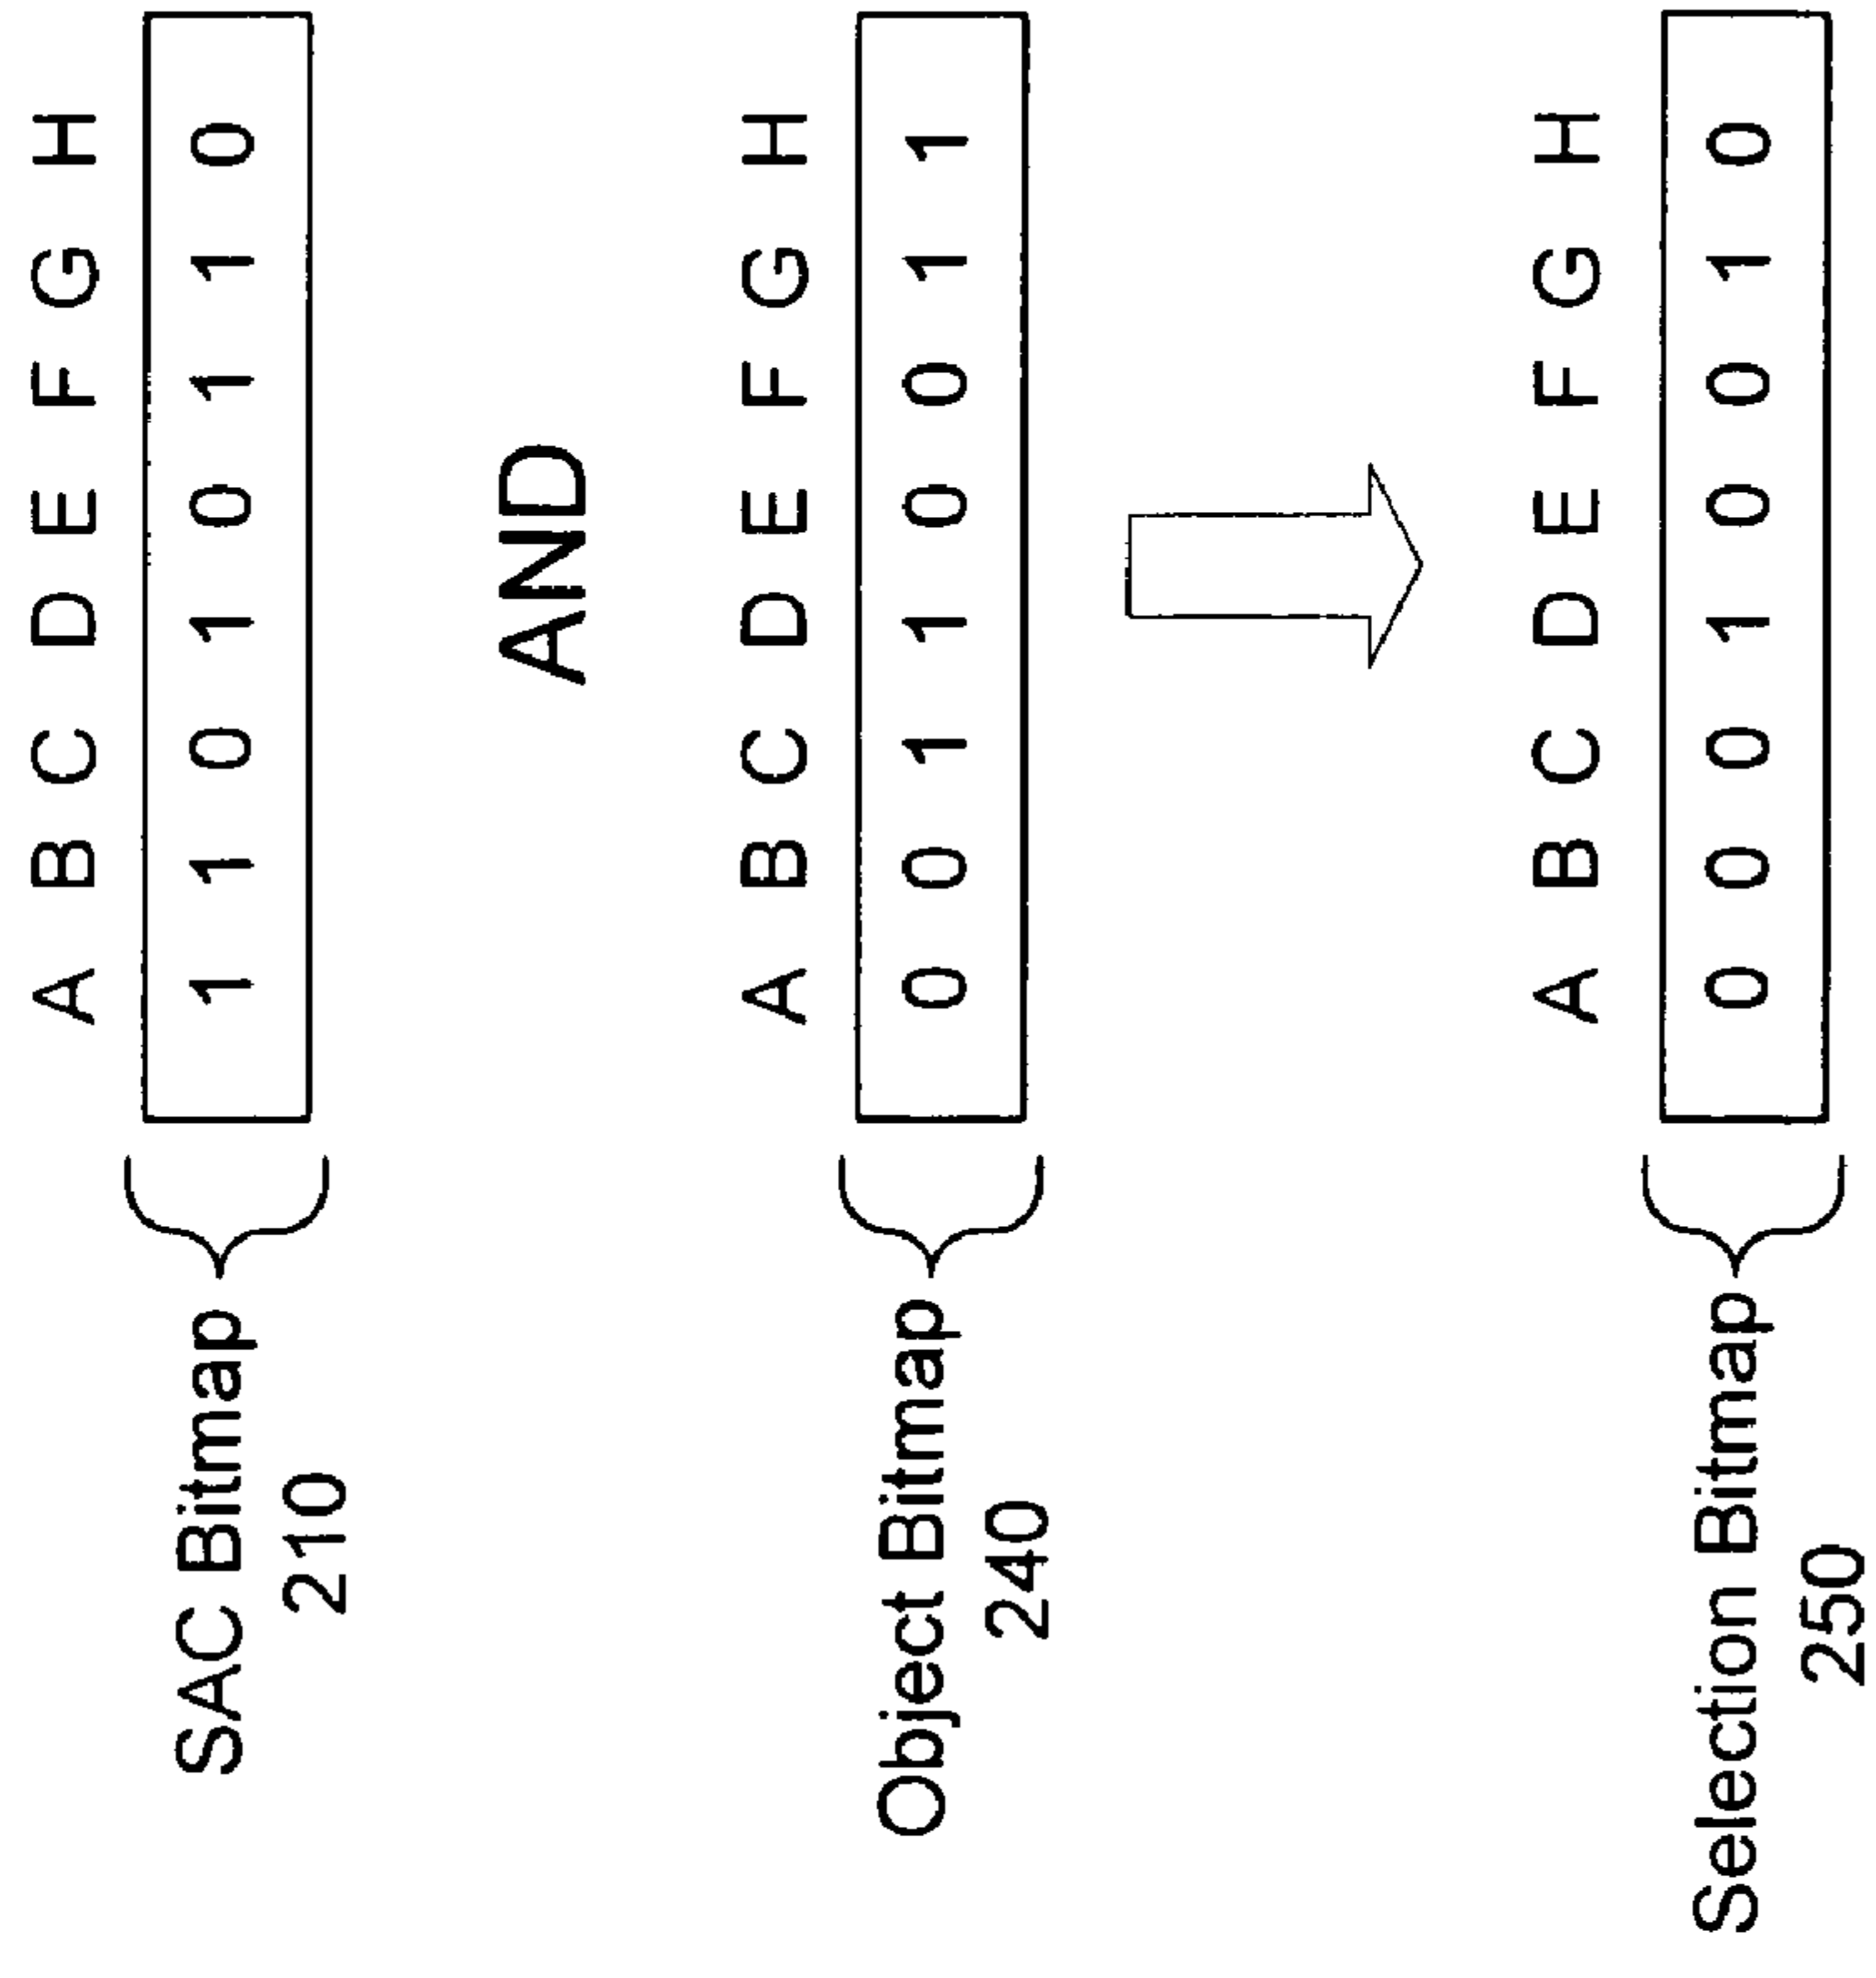 A B C D E F G H
SAC Bitmap 1 1 0 1 0 1 1 0
210
AND
A B C D E F G H
Object Bitmap 0 0 1 1 0 0 1 1
240
A B C D E F G H
Selection Bitmap 0 0 0 1 0 0 1 0
250